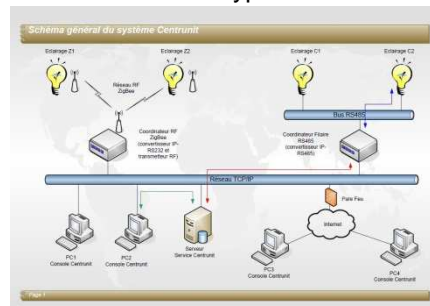 Schéma général du système Centrunit
Eclairage Z1
Eclairage Z2
Eclairage C1
Eclairage C2
Réseau RF
ZigBee
Bus RS485
Coordinateur RF
ZigBee
(convertisseur IP-
RS232 et
transmetteur RF)
Coordinateur Filaire
RS485
(convertisseur IP-
RS485)
Réseau TCP/IP
Pare Feu
Internet
PC1
Console Centrunit
PC2
Console Centrunit
Serveur
Service Centrunit
PC3
Console Centrunit
PC4
Console Centrunit
Page 1